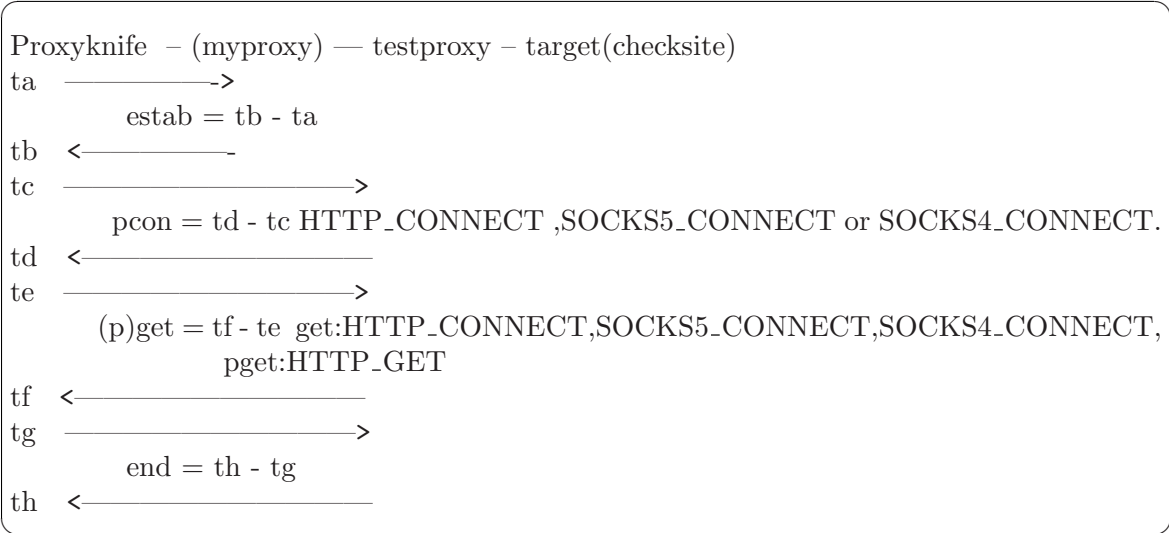 Proxyknife – (myproxy) — testproxy – target(checksite)
ta —————–->
estab = tb - ta
tb <—————–-
tc ——————————>
pcon = td - tc HTTP_CONNECT ,SOCKS5_CONNECT or SOCKS4_CONNECT.
td <——————————
te ——————————>
(p)get = tf - te get:HTTP_CONNECT,SOCKS5_CONNECT,SOCKS4_CONNECT,
pget:HTTP_GET
tf <——————————
tg ——————————>
end = th - tg
th <——————————